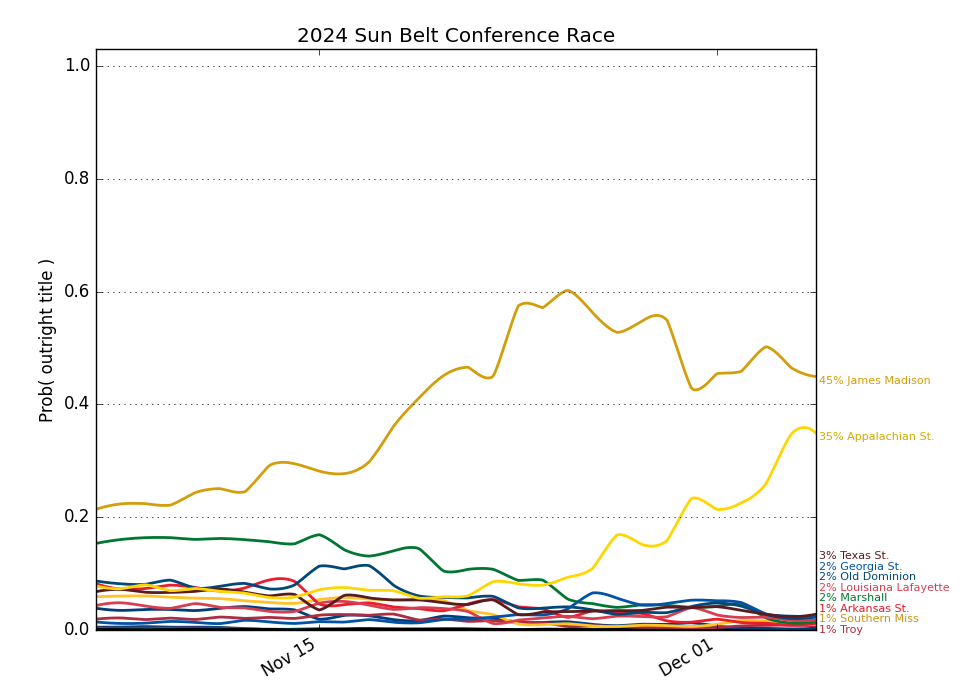 2024 Sun Belt Conference Race
Prob( outright title )
1.0
0.8
0.6
0.4
0.2
0.0
Nov 15
Dec 01
45% James Madison
35% Appalachian St.
3% Texas St.
2% Georgia St.
2% Old Dominion
2% Louisiana Lafayette
2% Marshall
1% Arkansas St.
1% Southern Miss
1% Troy